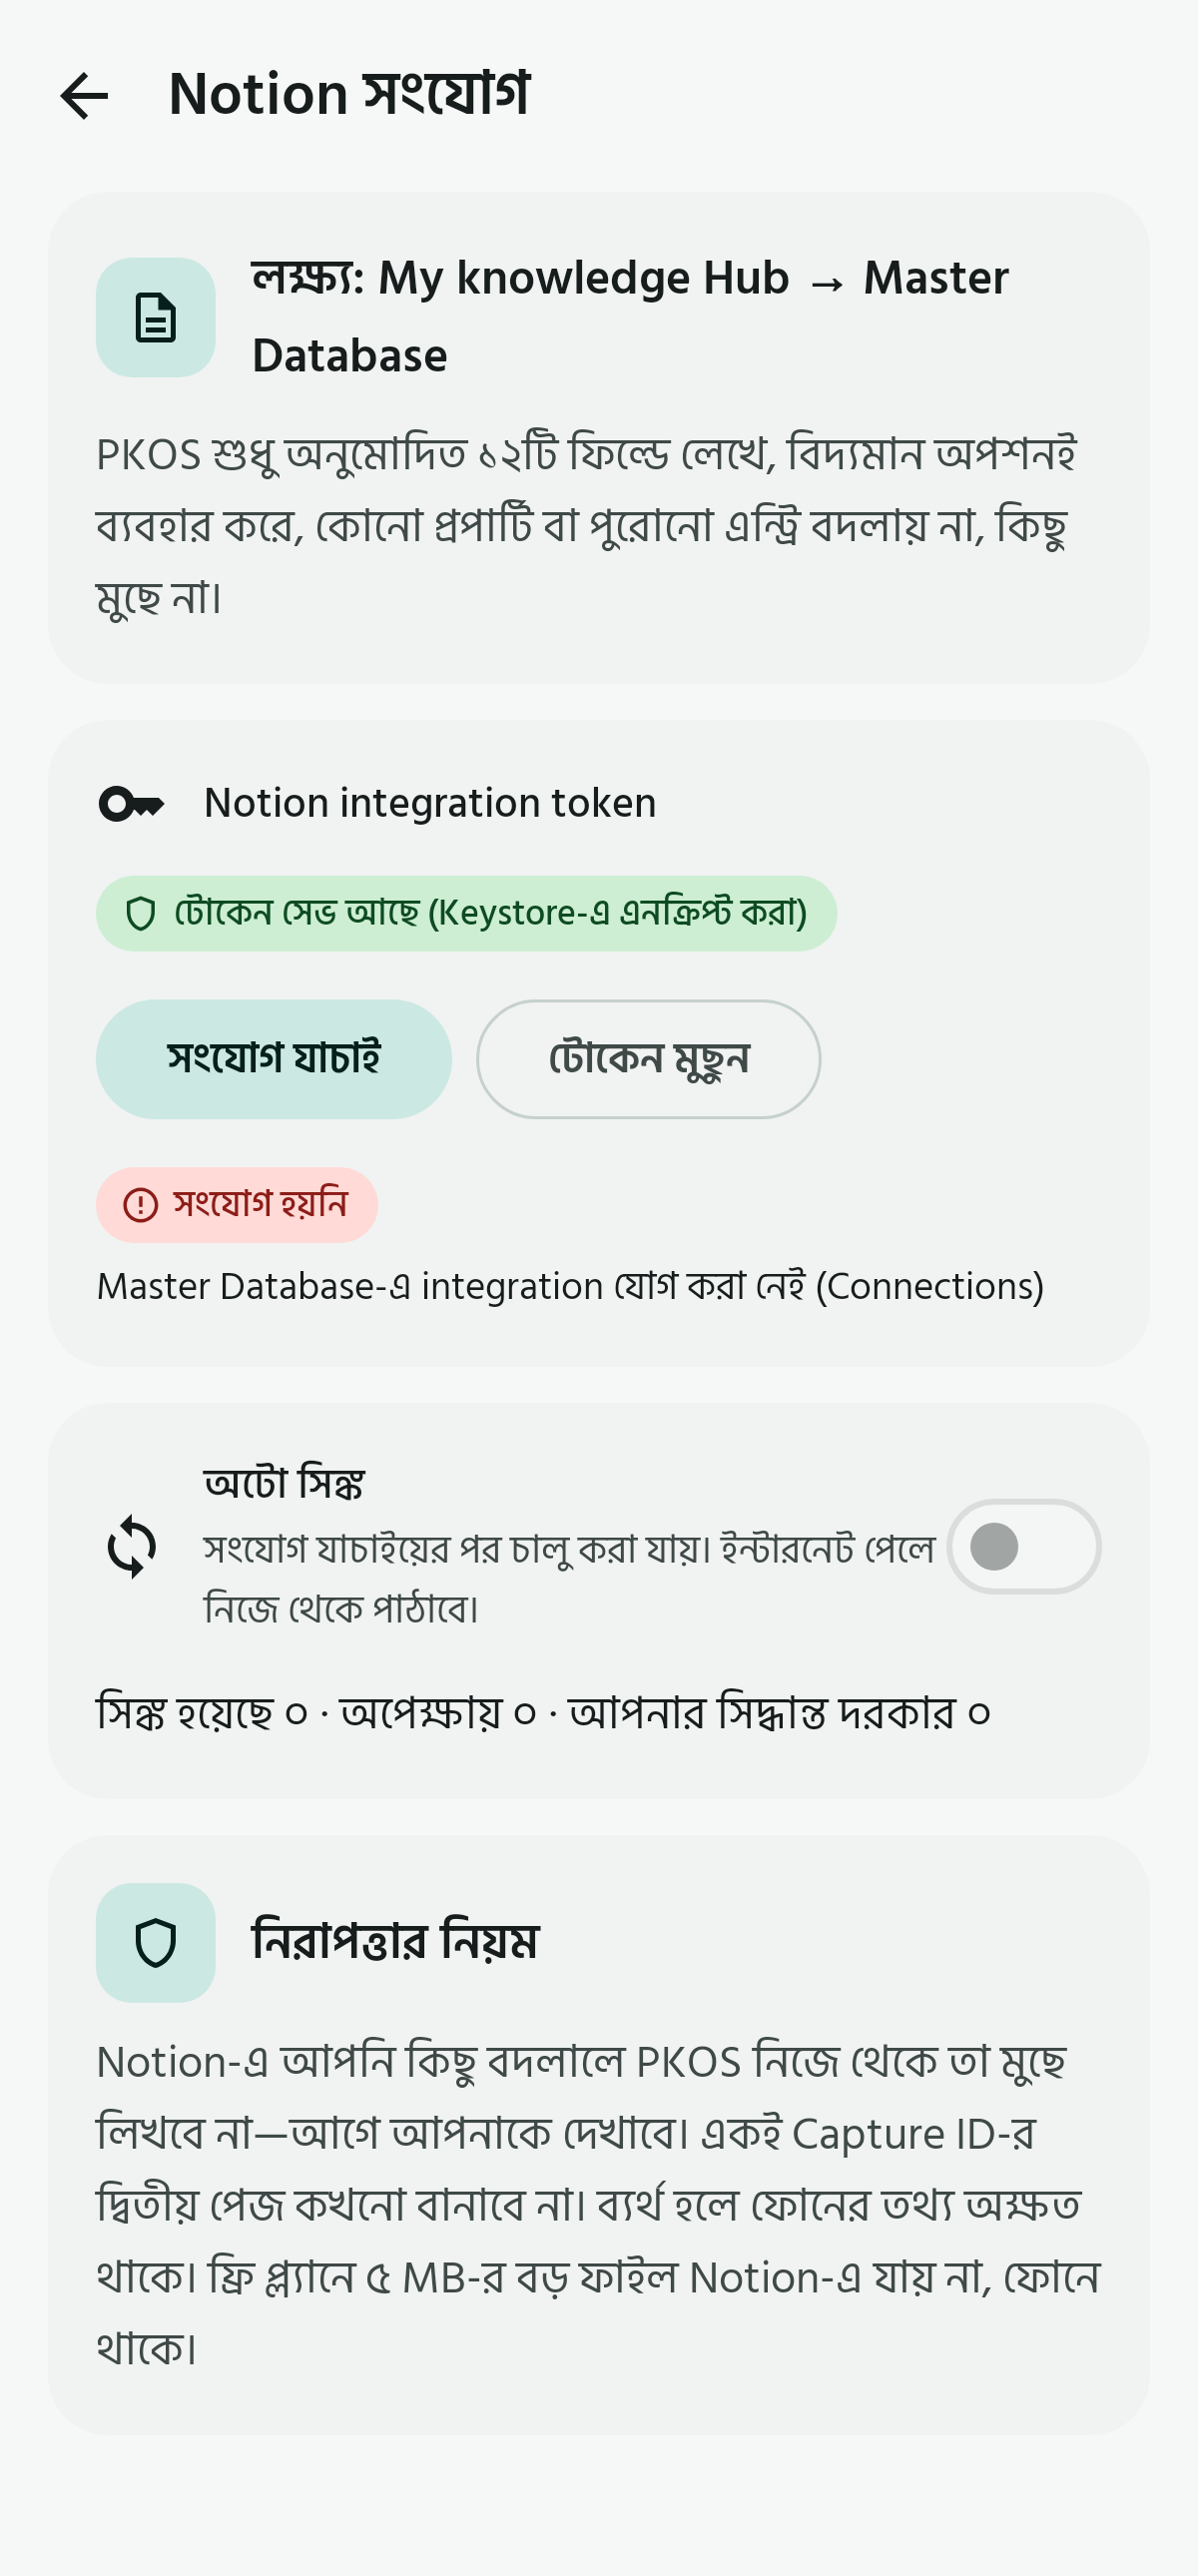 Notion সংযোগ
লক্ষ্য: My knowledge Hub → Master
Database
PKOS শুধু অনুমোদিত ১২টি ফিল্ডে লেখে, বিদ্যমান অপশনই
ব্যবহার করে, কোনো প্রপার্টি বা পুরোনো এন্ট্রি বদলায় না, কিছু
মুছে না।
Notion integration token
টোকেন সেভ আছে (Keystore-এ এনক্রিপ্ট করা)
সংযোগ যাচাই
টোকেন মুছুন
সংযোগ হয়নি
Master Database-এ integration যোগ করা নেই (Connections)
অটো সিঙ্ক
সংযোগ যাচাইয়ের পর চালু করা যায়। ইন্টারনেট পেলে
নিজে থেকে পাঠাবে।
সিঙ্ক হয়েছে ০ · অপেক্ষায় ০ · আপনার সিদ্ধান্ত দরকার ০
নিরাপত্তার নিয়ম
Notion-এ আপনি কিছু বদলালে PKOS নিজে থেকে তা মুছে
লিখবে না—আগে আপনাকে দেখাবে। একই Capture ID-র
দ্বিতীয় পেজ কখনো বানাবে না। ব্যর্থ হলে ফোনের তথ্য অক্ষত
থাকে। ফ্রি প্ল্যানে ৫ MB-র বড় ফাইল Notion-এ যায় না, ফোনে
থাকে।